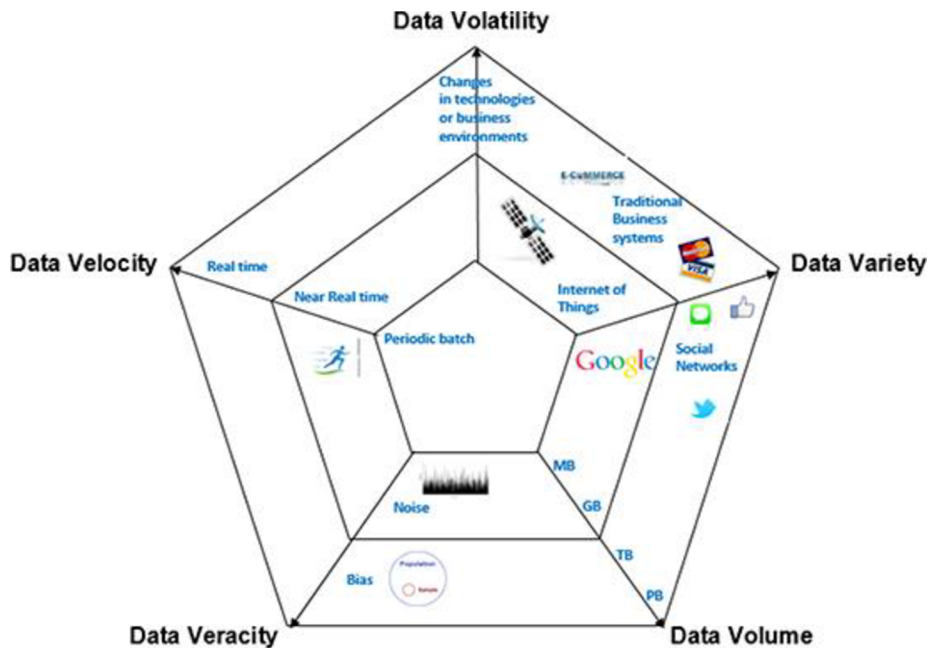 Data Volatility
Changes
in technologies
or business
environments
E-COMMERCE
Traditional
Business
systems
MasterCard
VISA
Data Velocity
Real time
Data Variety
Near Real time
Internet of
Things
Periodic batch
Google
Social
Networks
MB
Noise
GB
TB
Bias
Population
Sample
PB
Data Veracity
Data Volume